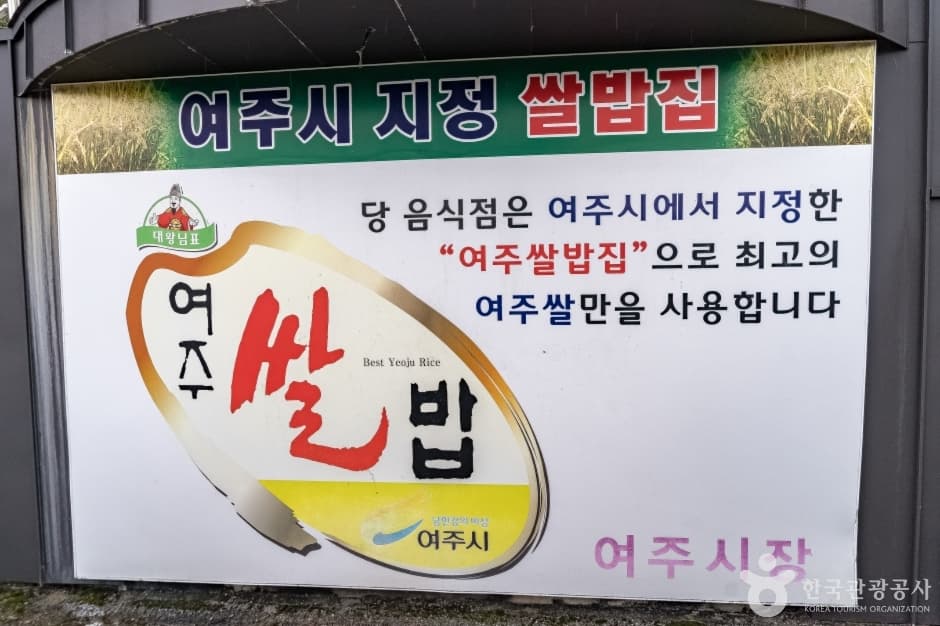 여주시 지정 쌀밥집
대왕님표
당 음식점은 여주시에서 지정한
“여주쌀밥집”으로 최고의
여주쌀만을 사용합니다
여주
쌀
Best Yeoju Rice
밥
여주시
여주시장
한국관광공사
KOREA TOURISM ORGANIZATION